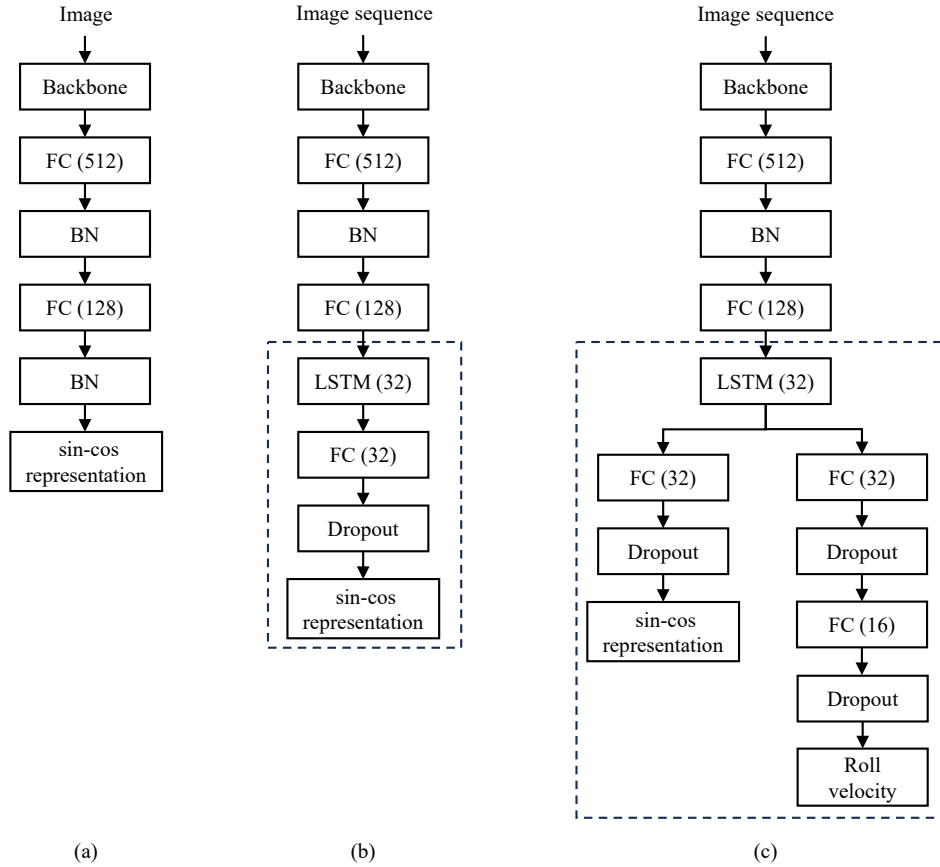 Image
Backbone
FC (512)
BN
FC (128)
BN
sin-cos
representation
(a)
Image sequence
Backbone
FC (512)
BN
FC (128)
LSTM (32)
FC (32)
Dropout
sin-cos
representation
(b)
Image sequence
Backbone
FC (512)
BN
FC (128)
LSTM (32)
FC (32)
Dropout
sin-cos
representation
FC (32)
Dropout
FC (16)
Dropout
Roll
velocity
(c)